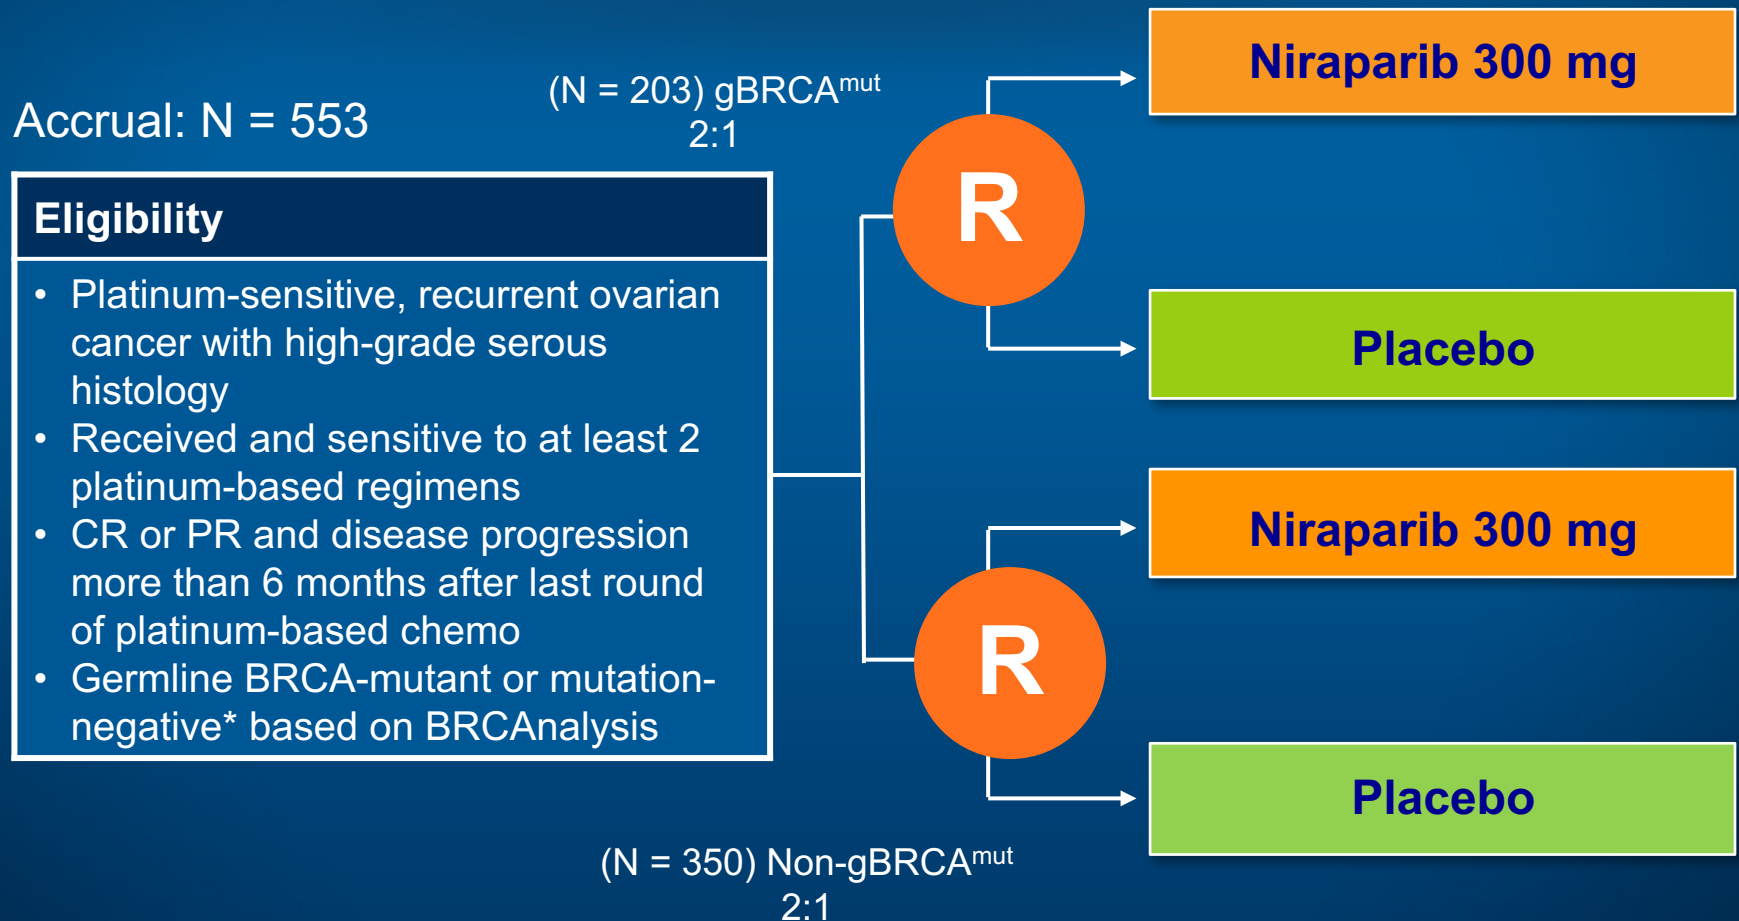 Accrual: N = 553
Eligibility
• Platinum-sensitive, recurrent ovarian
cancer with high-grade serous
histology
• Received and sensitive to at least 2
platinum-based regimens
• CR or PR and disease progression
more than 6 months after last round
of platinum-based chemo
• Germline BRCA-mutant or mutation-
negative* based on BRCAnalysis
(N = 203) gBRCAmut
2:1
R
Niraparib 300 mg
Placebo
R
Niraparib 300 mg
Placebo
(N = 350) Non-gBRCAmut
2:1